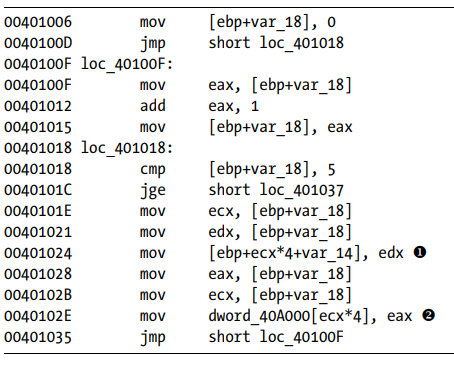 00401006 mov [ebp+var_18], 0
0040100D jmp short loc_401018
0040100F loc_40100F:
0040100F mov eax, [ebp+var_18]
00401012 add eax, 1
00401015 mov [ebp+var_18], eax
00401018 loc_401018:
00401018 cmp [ebp+var_18], 5
0040101C jge short loc_401037
0040101E mov ecx, [ebp+var_18]
00401021 mov edx, [ebp+var_18]
00401024 mov [ebp+ecx*4+var_14], edx ❶
00401028 mov eax, [ebp+var_18]
0040102B mov ecx, [ebp+var_18]
0040102E mov dword_40A000[ecx*4], eax ❷
00401035 jmp short loc_40100F